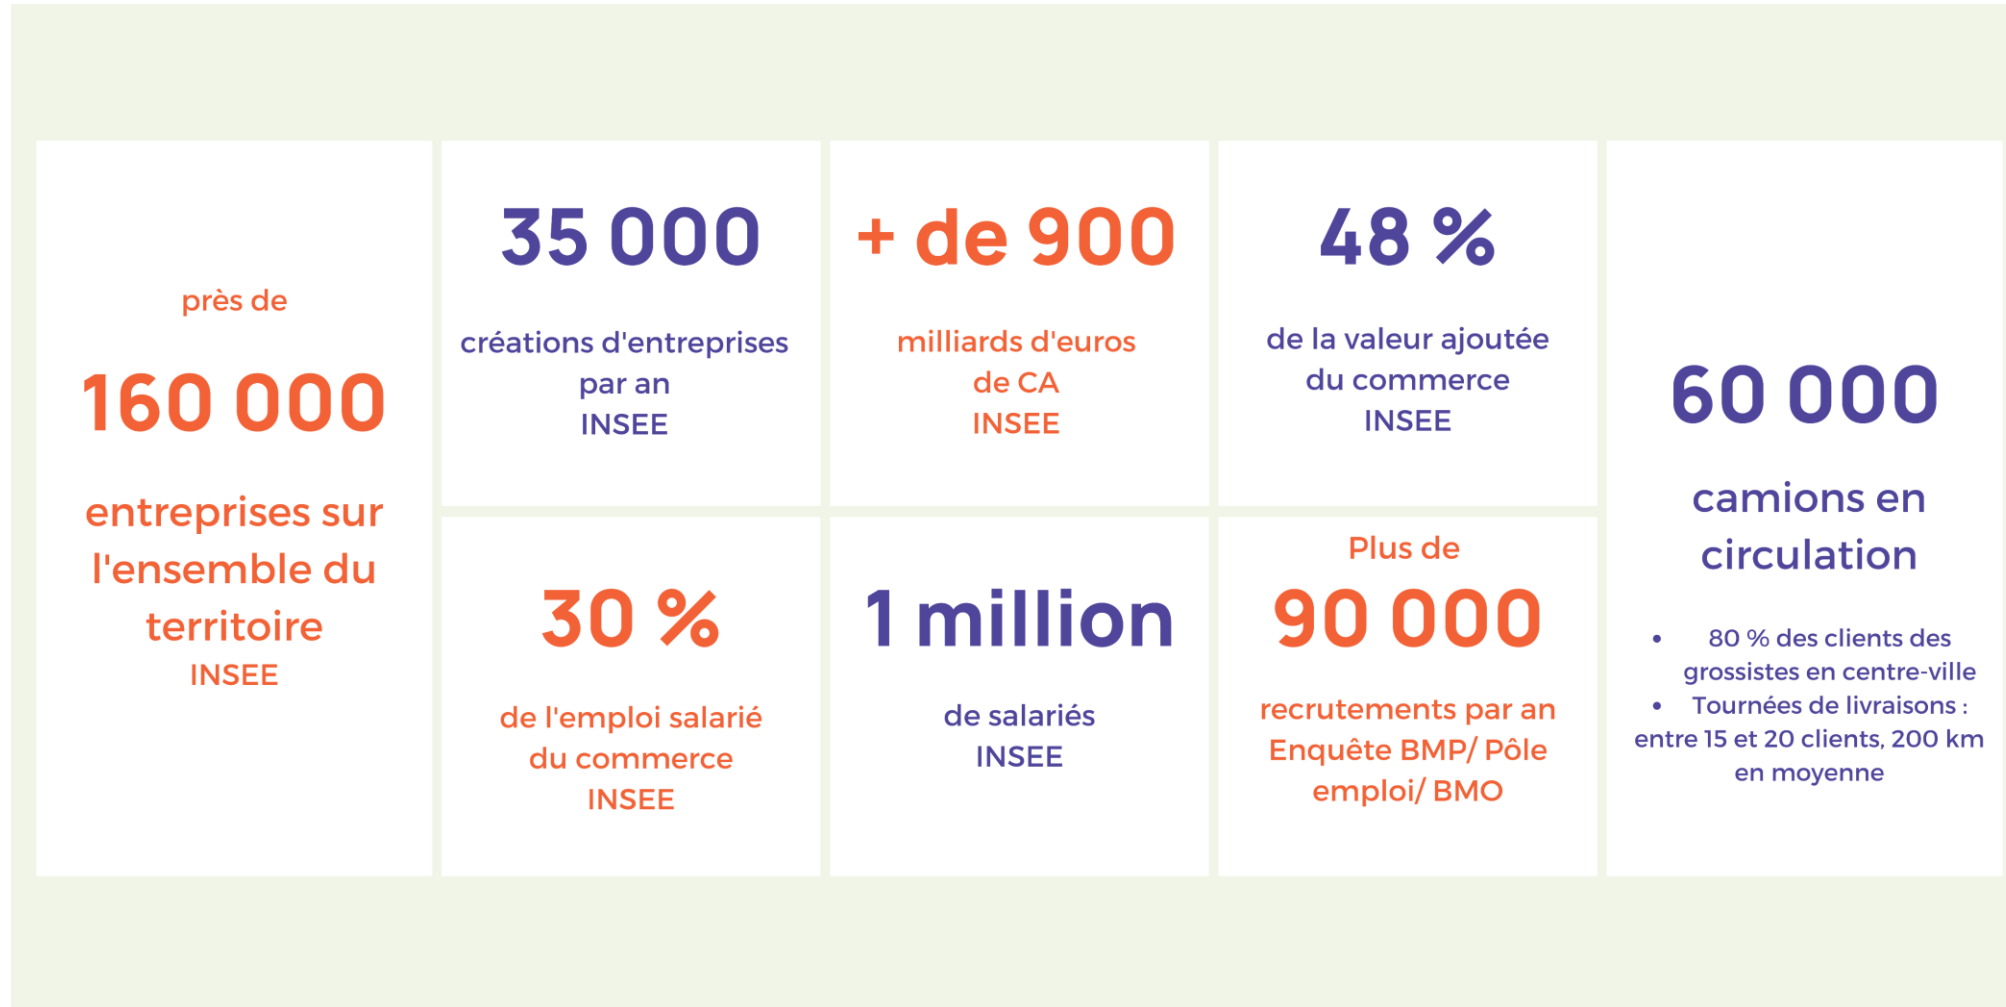 près de
160 000
entreprises sur
l'ensemble du
territoire
INSEE
35 000
créations d'entreprises
par an
INSEE
+ de 900
milliards d'euros
de CA
INSEE
48 %
de la valeur ajoutée
du commerce
INSEE
30 %
de l'emploi salarié
du commerce
INSEE
1 million
de salariés
INSEE
Plus de
90 000
recrutements par an
Enquête BMP/ Pôle
emploi/ BMO
60 000
camions en
circulation
• 80 % des clients des
grossistes en centre-ville
• Tournées de livraisons :
entre 15 et 20 clients, 200 km
en moyenne